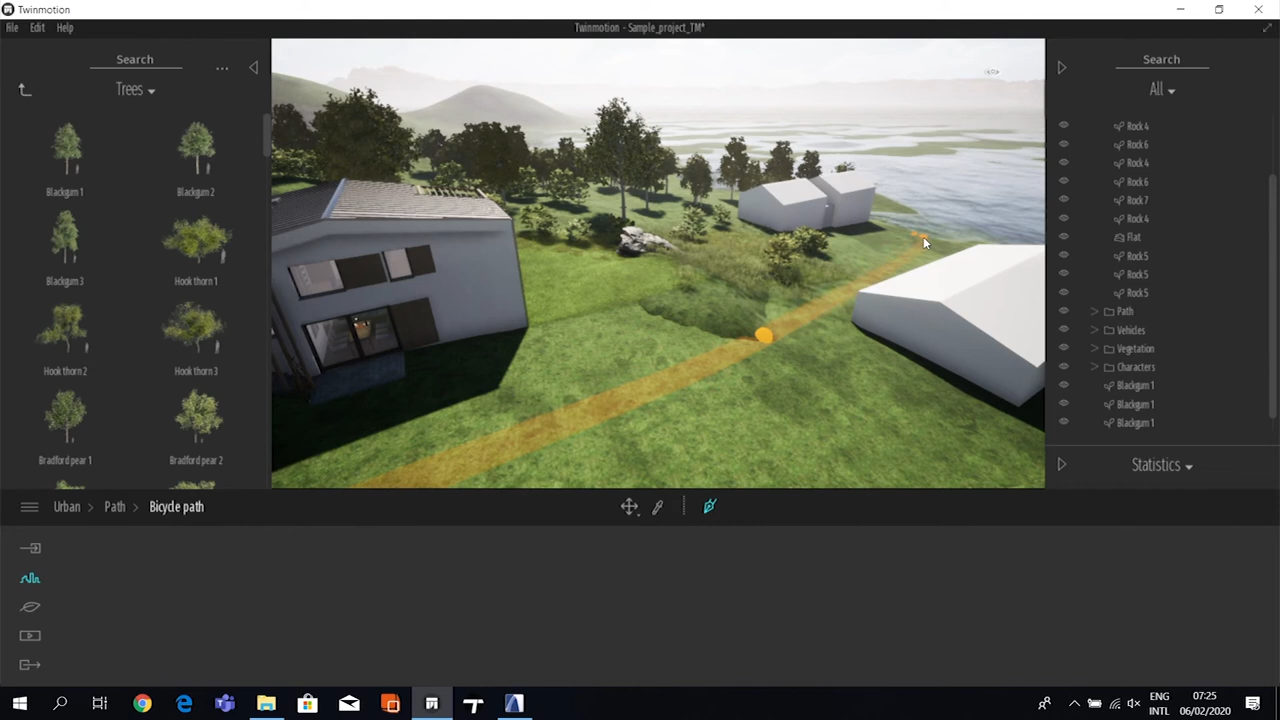 Twinmotion
File Edit Help
Twinmotion - Sample_project_TM*
Search
...
Trees
Blackgum 1
Blackgum 2
Blackgum 3
Hook thorn 1
Hook thorn 2
Hook thorn 3
Bradford pear 1
Bradford pear 2
Search
All
Rock 4
Rock 6
Rock 4
Rock 6
Rock 7
Rock 4
Flat
Rock 5
Rock 5
Rock 5
> Path
> Vehicles
> Vegetation
> Characters
Blackgum 1
Blackgum 1
Blackgum 1
Statistics
Urban > Path > Bicycle path
ENG
INTL
07:25
06/02/2020